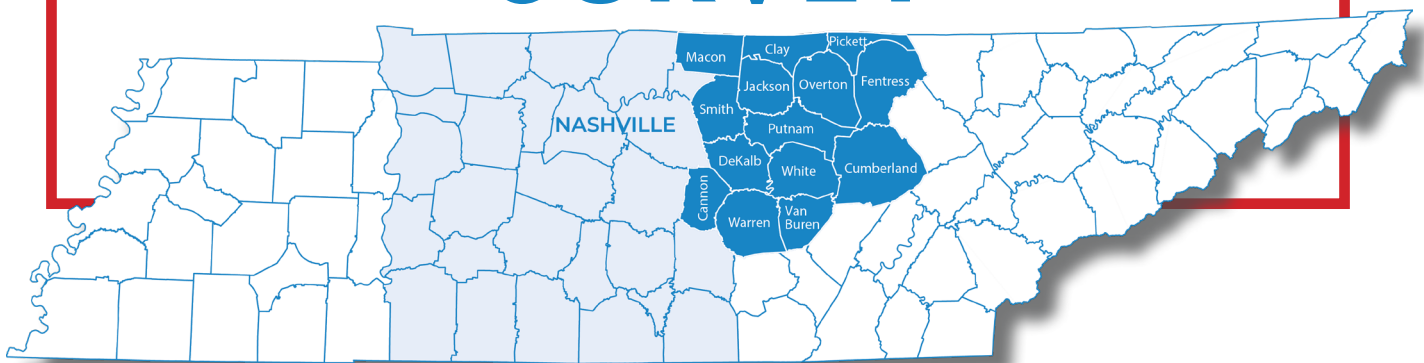 Macon
Clay
Pickett
Jackson
Overton
Fentress
Smith
NASHVILLE
Putnam
DeKalb
White
Cumberland
Cannon
Warren
Van
Buren